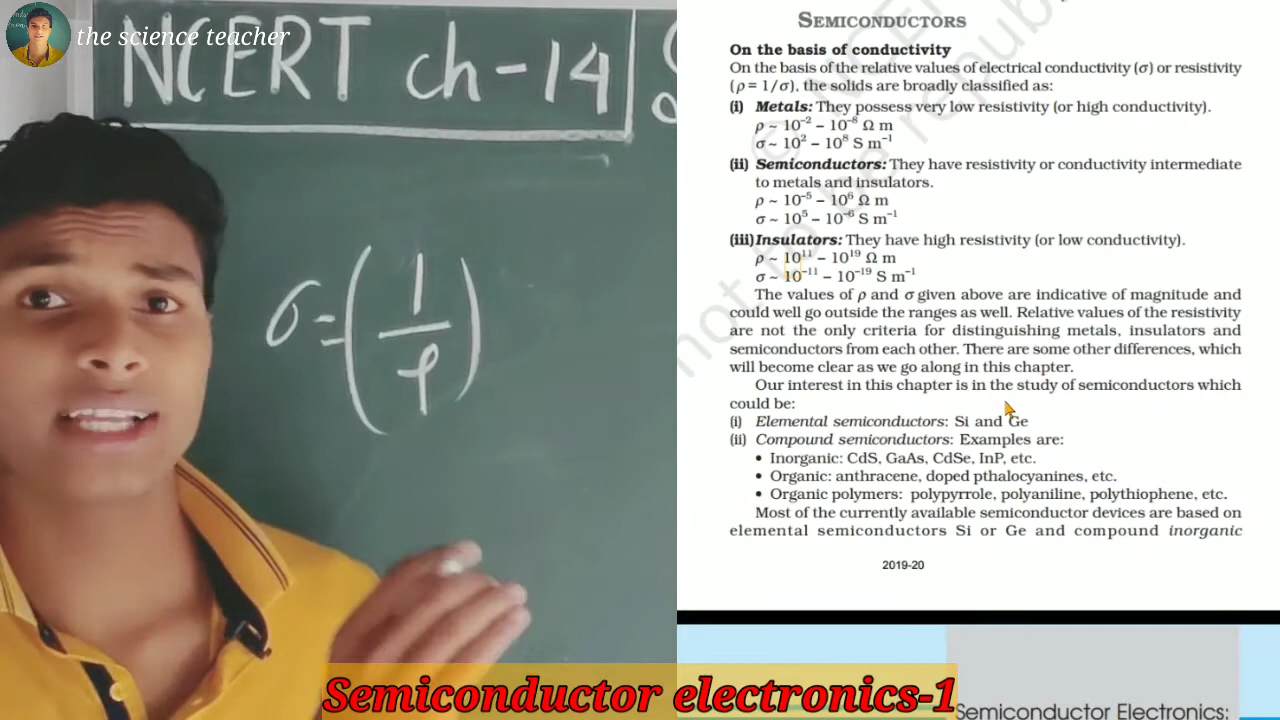 the science teacher
NCERT ch-14
σ = (1/ρ)
SEMICONDUCTORS
On the basis of conductivity
On the basis of the relative values of electrical conductivity (σ) or resistivity
(ρ = 1/σ), the solids are broadly classified as:
(i) Metals: They possess very low resistivity (or high conductivity).
ρ ~ 10⁻² – 10⁻⁸ Ω m
σ ~ 10² – 10⁸ S m⁻¹
(ii) Semiconductors: They have resistivity or conductivity intermediate
to metals and insulators.
ρ ~ 10⁻⁵ – 10⁶ Ω m
σ ~ 10⁵ – 10⁻⁶ S m⁻¹
(iii) Insulators: They have high resistivity (or low conductivity).
ρ ~ 10¹¹ – 10¹⁹ Ω m
σ ~ 10⁻¹¹ – 10⁻¹⁹ S m⁻¹
The values of ρ and σ given above are indicative of magnitude and
could well go outside the ranges as well. Relative values of the resistivity
are not the only criteria for distinguishing metals, insulators and
semiconductors from each other. There are some other differences, which
will become clear as we go along in this chapter.
Our interest in this chapter is in the study of semiconductors which
could be:
(i) Elemental semiconductors: Si and Ge
(ii) Compound semiconductors: Examples are:
• Inorganic: CdS, GaAs, CdSe, InP, etc.
• Organic: anthracene, doped pthalocyanines, etc.
• Organic polymers: polypyrrole, polyaniline, polythiophene, etc.
Most of the currently available semiconductor devices are based on
elemental semiconductors Si or Ge and compound inorganic
2019-20
Semiconductor electronics-1
Semiconductor Electronics: